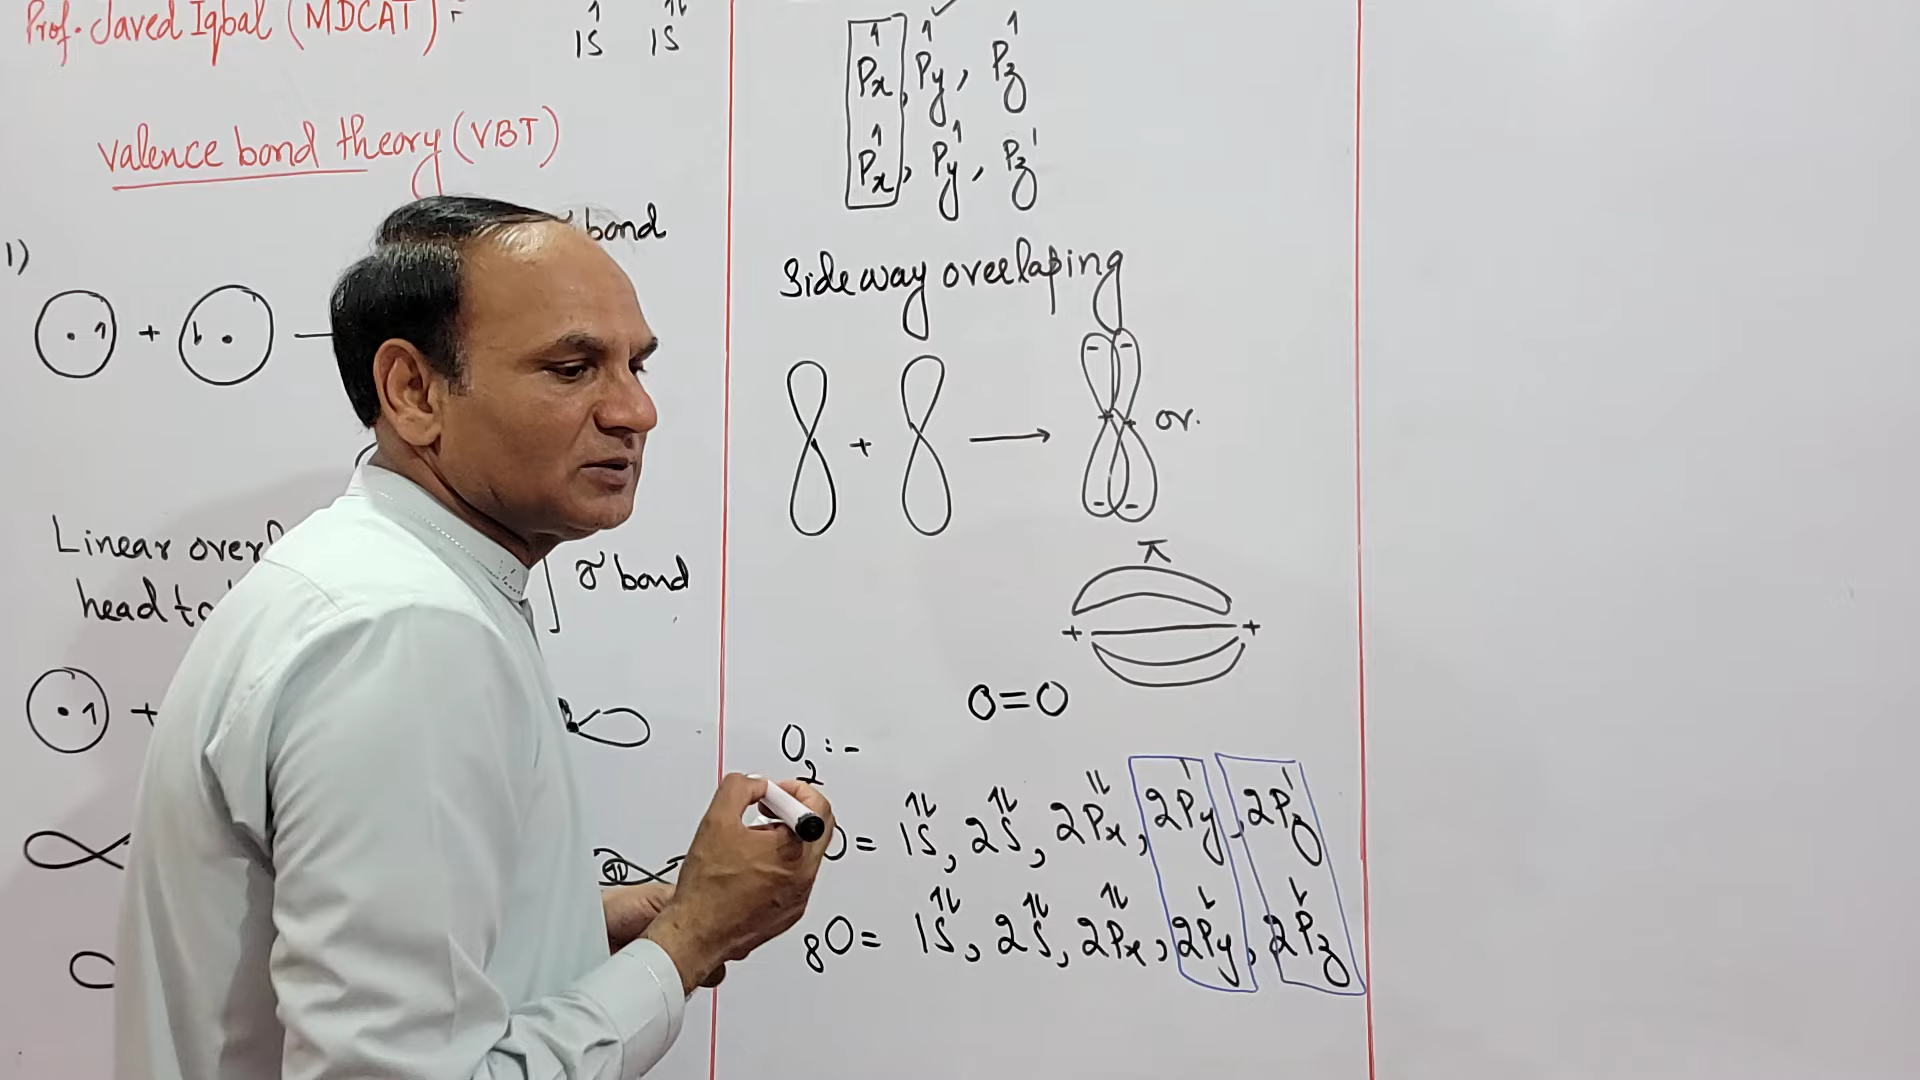 Prof. Javed Iqbal (MDCAT):-
1S 1S
Valence bond theory (VBT)
bond
1)
+
Linear
head to
σ bond
+
Px, Py, Pz
Px, Py, Pz
Sideway overlaping
+ → or.
π
+ +
O=O
O2:-
O= 1S, 2S, 2Px, 2Py, 2Pz
8O= 1S, 2S, 2Px, 2Py, 2Pz